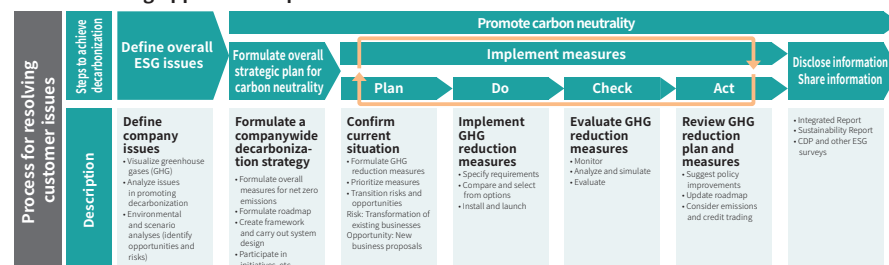 Process for resolving
customer issues
Steps to achieve
decarbonization
Define overall
ESG issues
Promote carbon neutrality
Formulate overall
strategic plan for
carbon neutrality
Implement measures
Plan
Do
Check
Act
Disclose information
Share information
Description
Define
company
issues
• Visualize greenhouse
gases (GHG)
• Analyze issues
in promoting
decarbonization
• Environmental
and scenario
analyses (identify
opportunities and
risks)
Formulate a
companywide
decarboniza-
tion strategy
• Formulate overall
measures for net zero
emissions
• Formulate roadmap
• Create framework
and carry out system
design
• Participate in
initiatives, etc.
Confirm
current
situation
• Formulate GHG
reduction measures
• Prioritize measures
• Transition risks and
opportunities
Risk: Transformation of
existing businesses
Opportunity: New
business proposals
Implement
GHG
reduction
measures
• Specify requirements
• Compare and select
from options
• Install and launch
Evaluate GHG
reduction
measures
• Monitor
• Analyze and simulate
• Evaluate
Review GHG
reduction
plan and
measures
• Suggest policy
improvements
• Update roadmap
• Consider emissions
and credit trading
• Integrated Report
• Sustainability Report
• CDP and other ESG
surveys